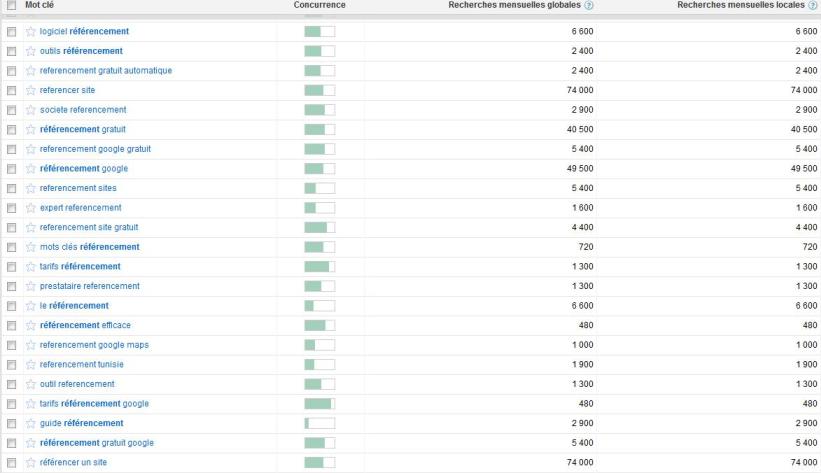 Mot clé Concurrence Recherches mensuelles globales ? Recherches mensuelles locales ?
logiciel référencement 6 600 6 600
outils référencement 2 400 2 400
referencement gratuit automatique 2 400 2 400
referencer site 74 000 74 000
societe referencement 2 900 2 900
référencement gratuit 40 500 40 500
referencement google gratuit 5 400 5 400
référencement google 49 500 49 500
referencement sites 5 400 5 400
expert referencement 1 600 1 600
referencement site gratuit 4 400 4 400
mots clés référencement 720 720
tarifs référencement 1 300 1 300
prestataire referencement 1 300 1 300
le référencement 6 600 6 600
référencement efficace 480 480
referencement google maps 1 000 1 000
referencement tunisie 1 900 1 900
outil referencement 1 300 1 300
tarifs référencement google 480 480
guide référencement 2 900 2 900
référencement gratuit google 5 400 5 400
référencer un site 74 000 74 000